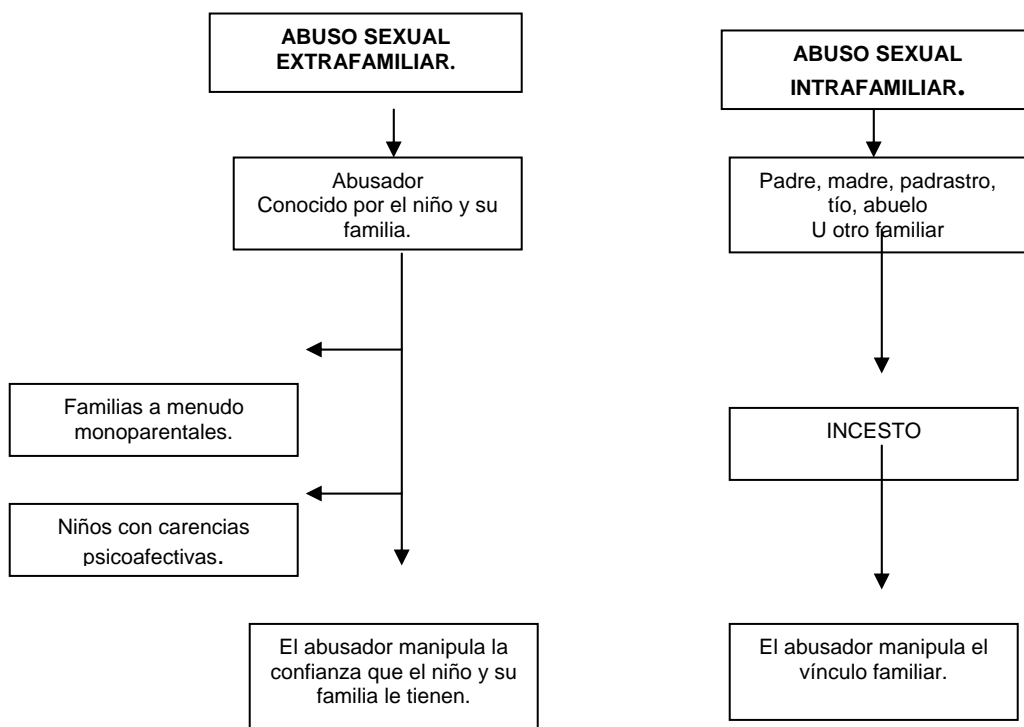 ABUSO SEXUAL
EXTRAFAMILIAR.
Abusador
Conocido por el niño y su
familia.
Familias a menudo
monoparentales.
Niños con carencias
psicoafectivas.
El abusador manipula la
confianza que el niño y su
familia le tienen.
ABUSO SEXUAL
INTRAFAMILIAR.
Padre, madre, padrastro,
tío, abuelo
U otro familiar
INCESTO
El abusador manipula el
vínculo familiar.